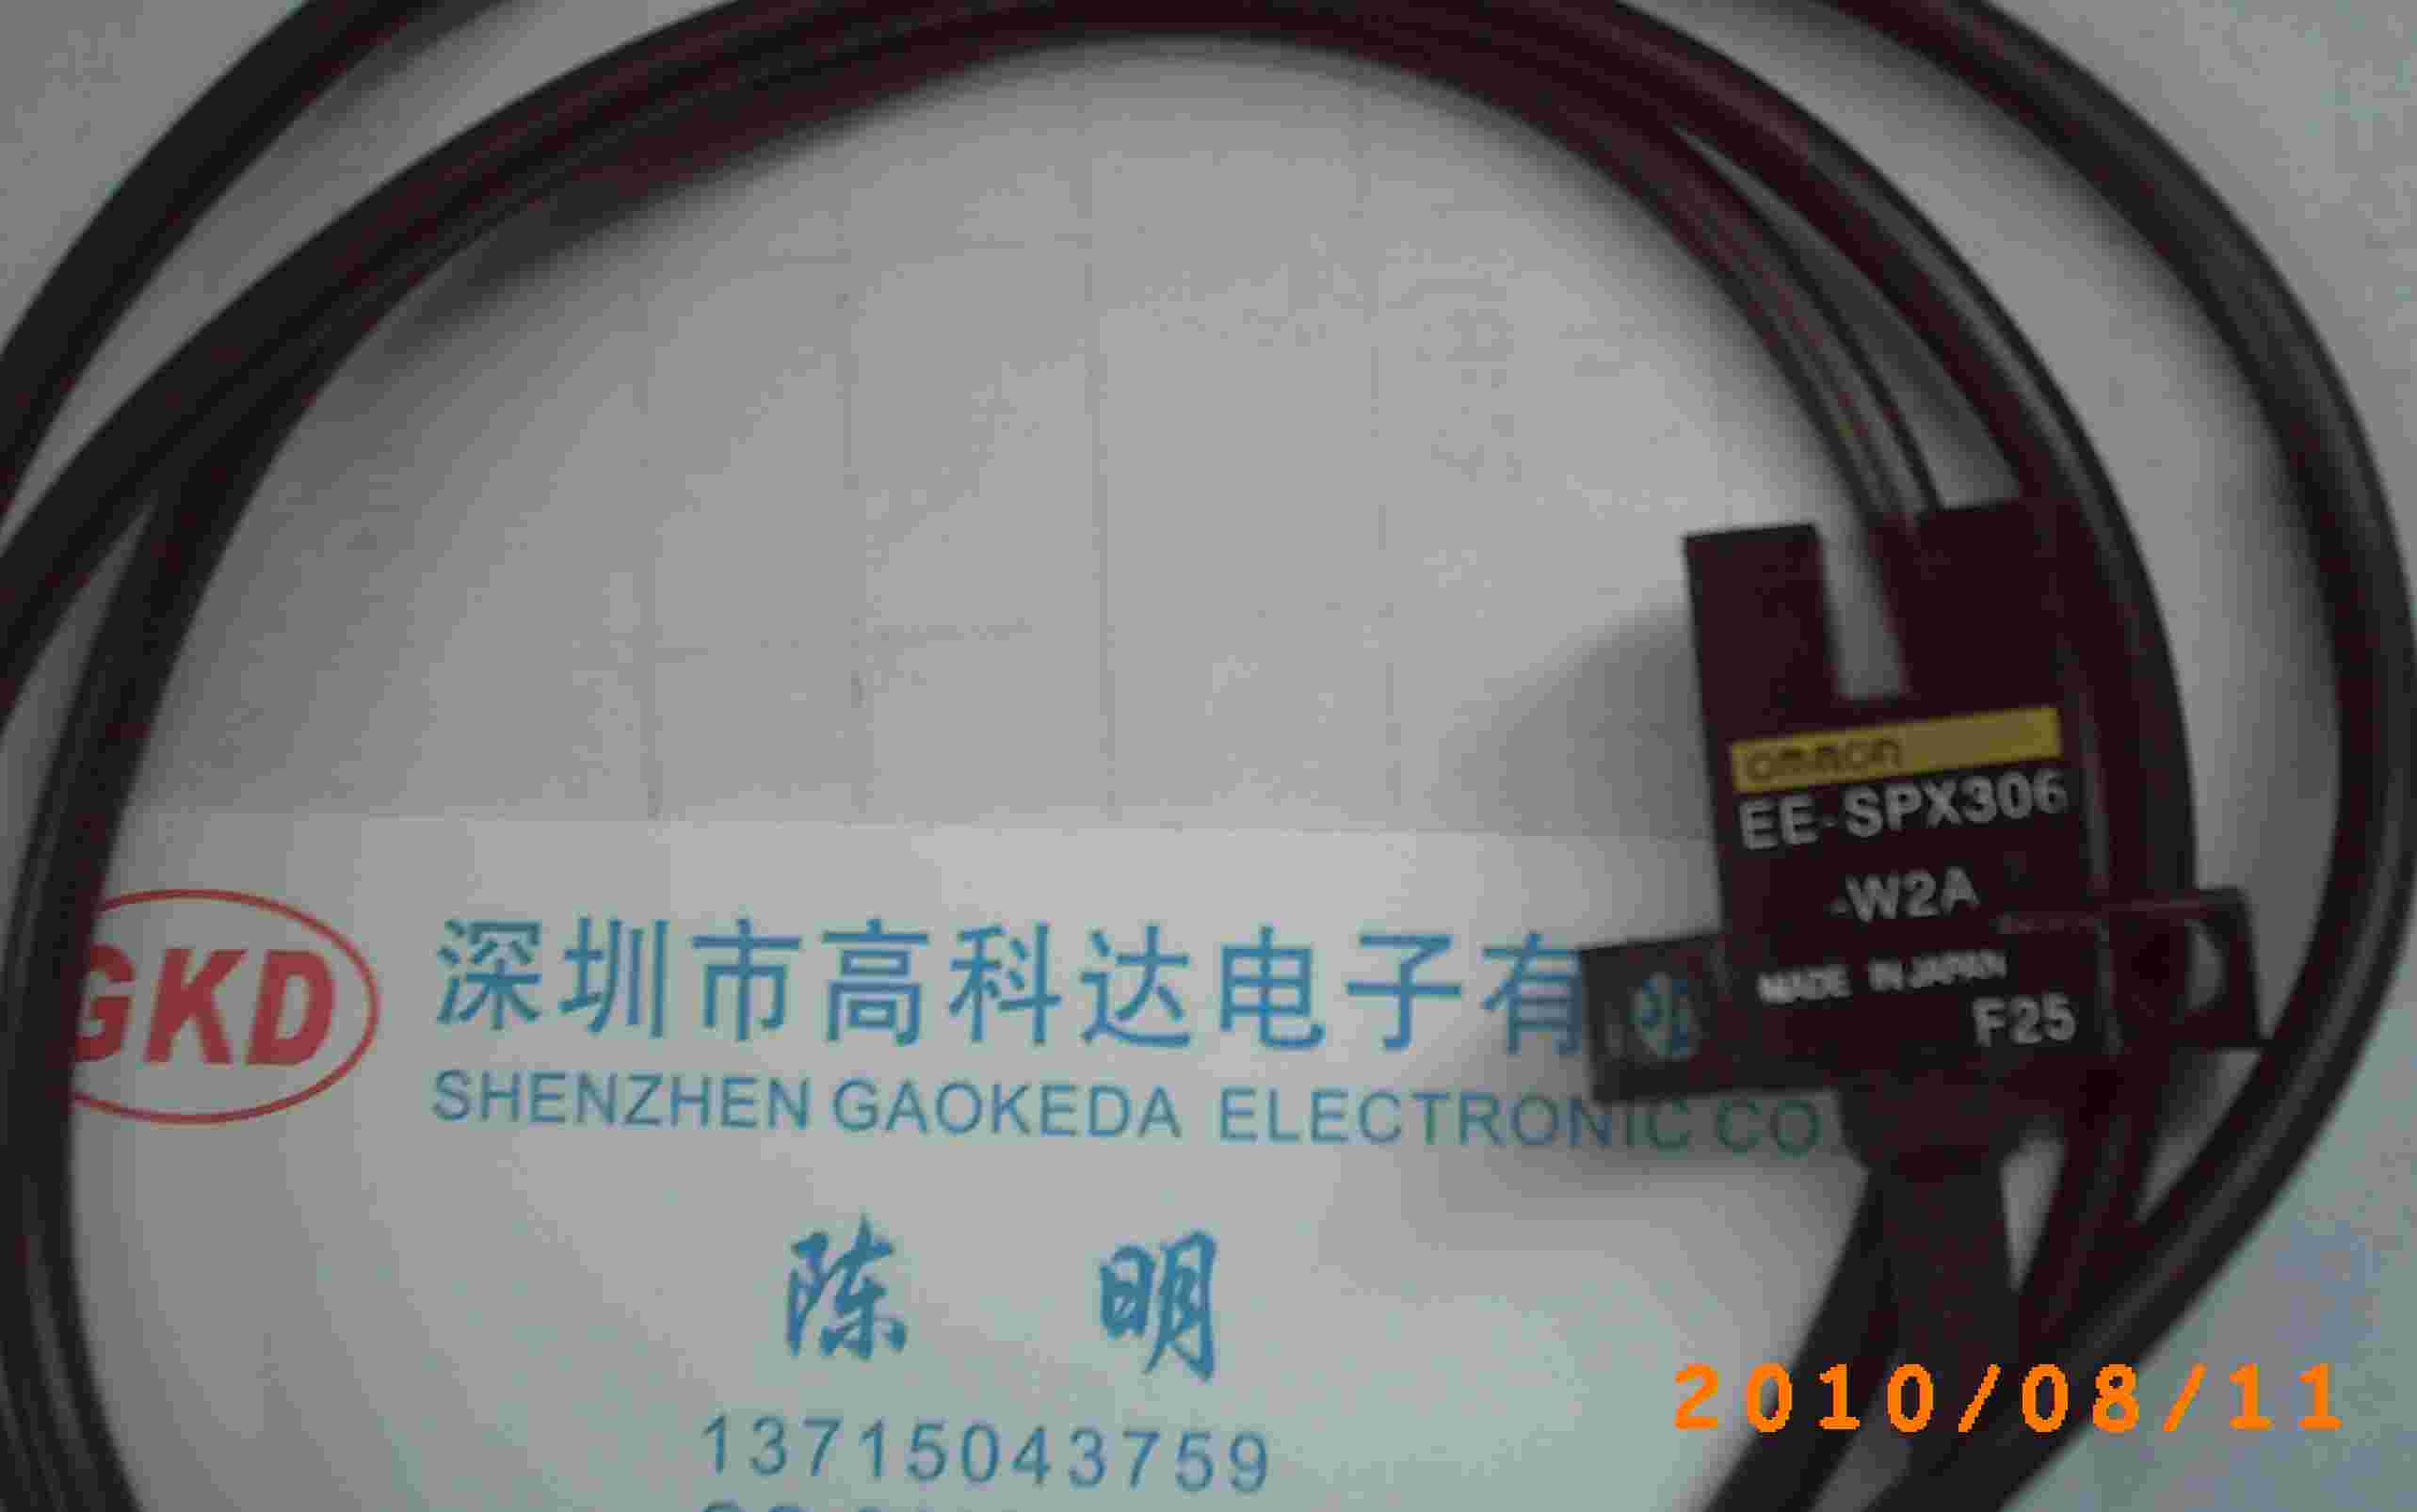 omron
EE-SPX306
-W2A
MADE IN JAPAN
F25
GKD
深圳市高科达电子有
SHENZHEN GAOKEDA ELECTRONIC CO
陈 明
13715043759
2010/08/11